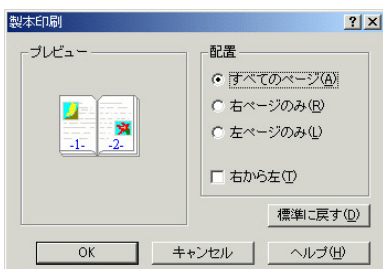 製本印刷
プレビュー
-1- -2-
配置
すべてのページ(A)
右ページのみ(R)
左ページのみ(L)
右から左(T)
標準に戻す(D)
OK キャンセル ヘルプ(H)